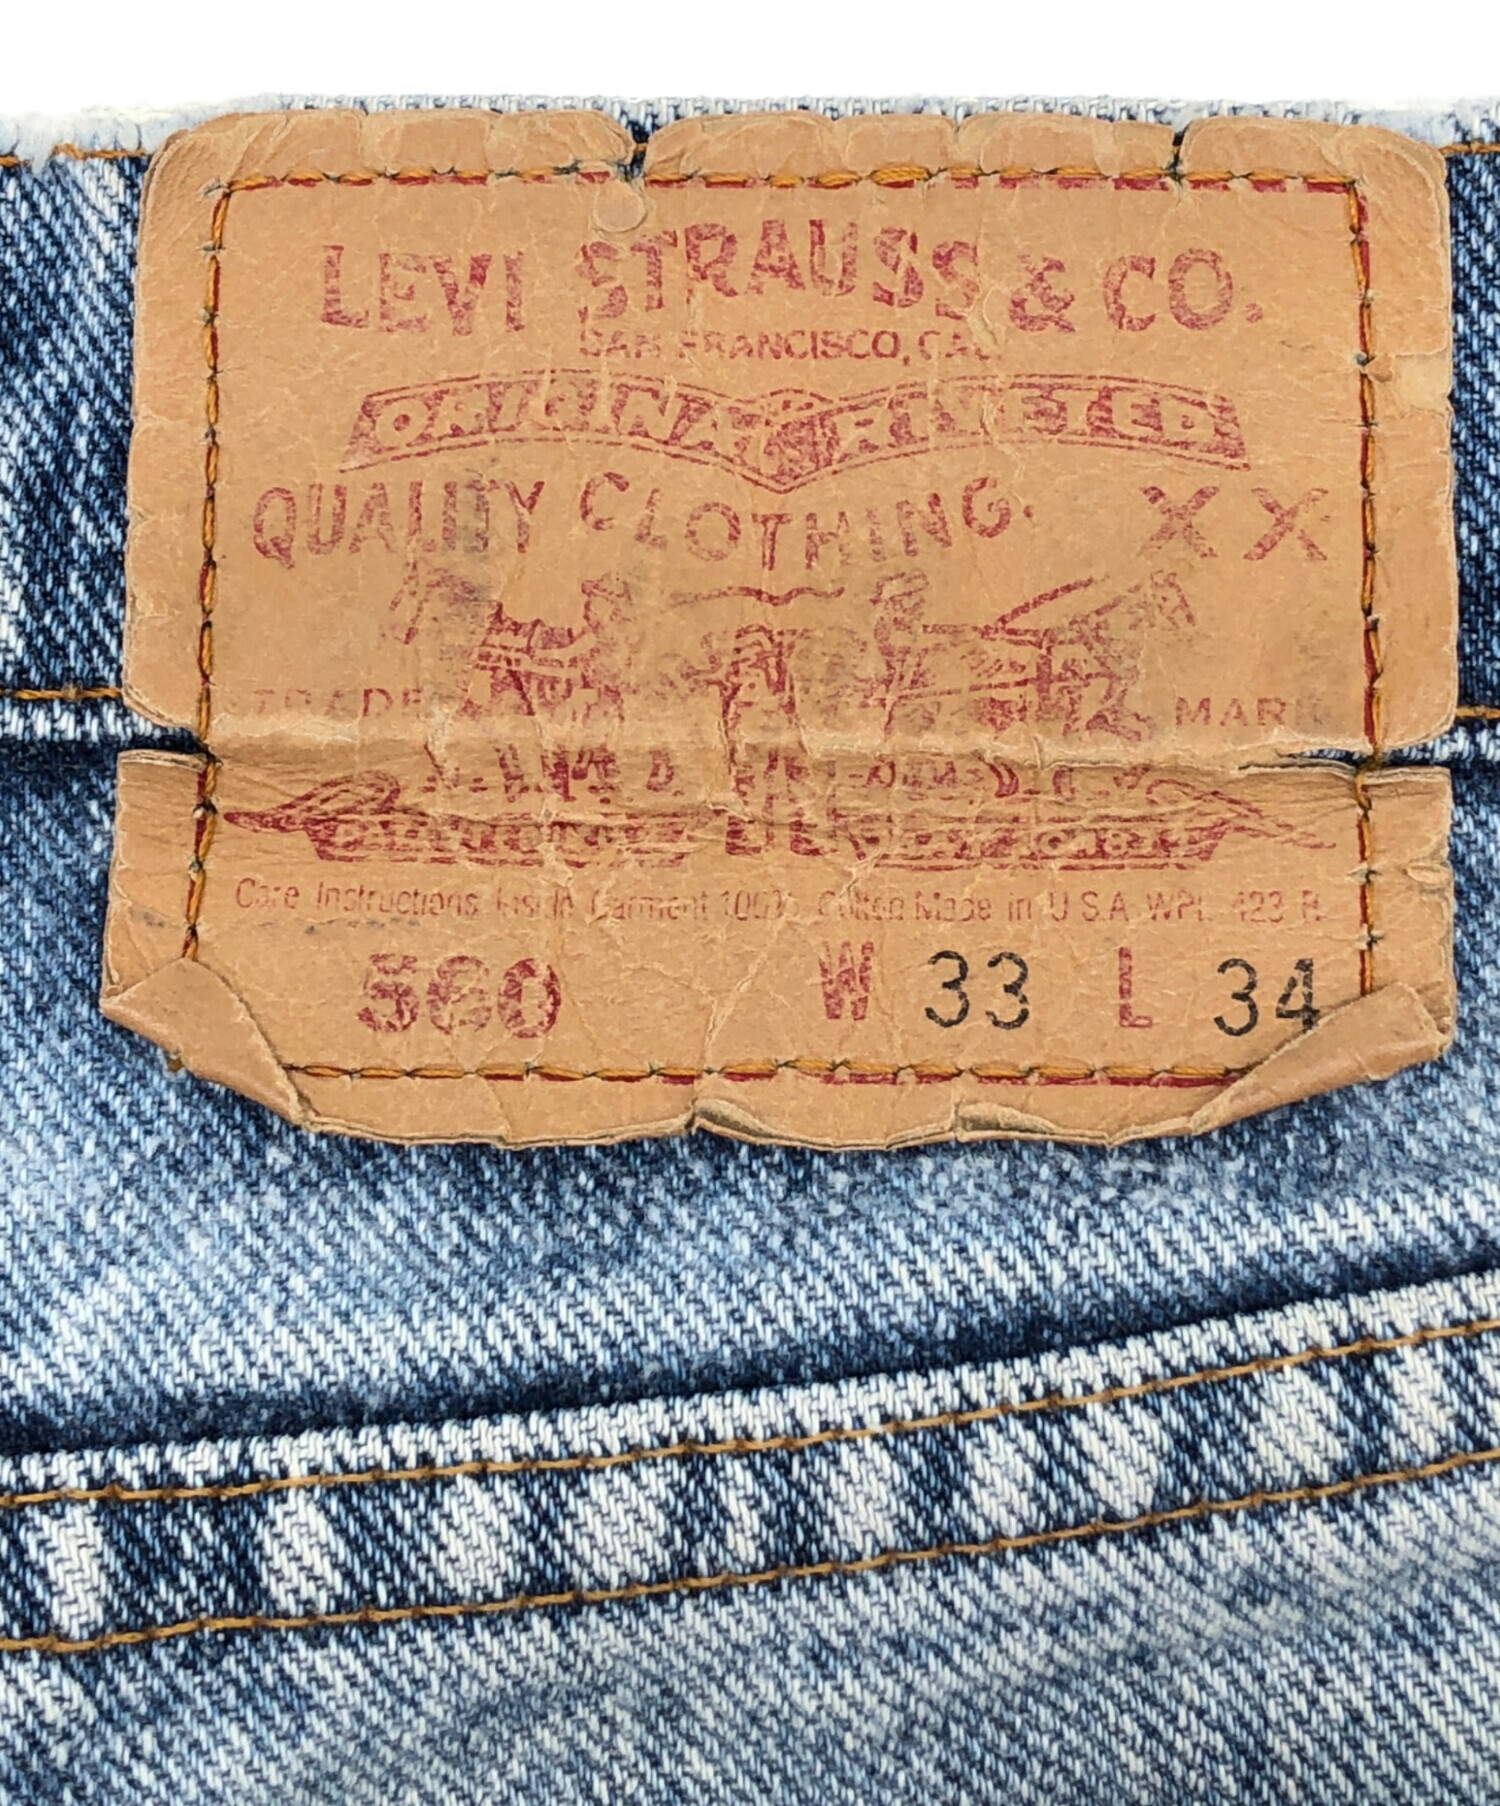 LEVI STRAUSS & CO.
SAN FRANCISCO, CAL.
ORIGINAL RIVETED
QUALITY CLOTHING. XX
TRADE MARK
Care Instructions Inside Garment 100% Cotton Made in U.S.A. WPL 423 R
560 W 33 L 34